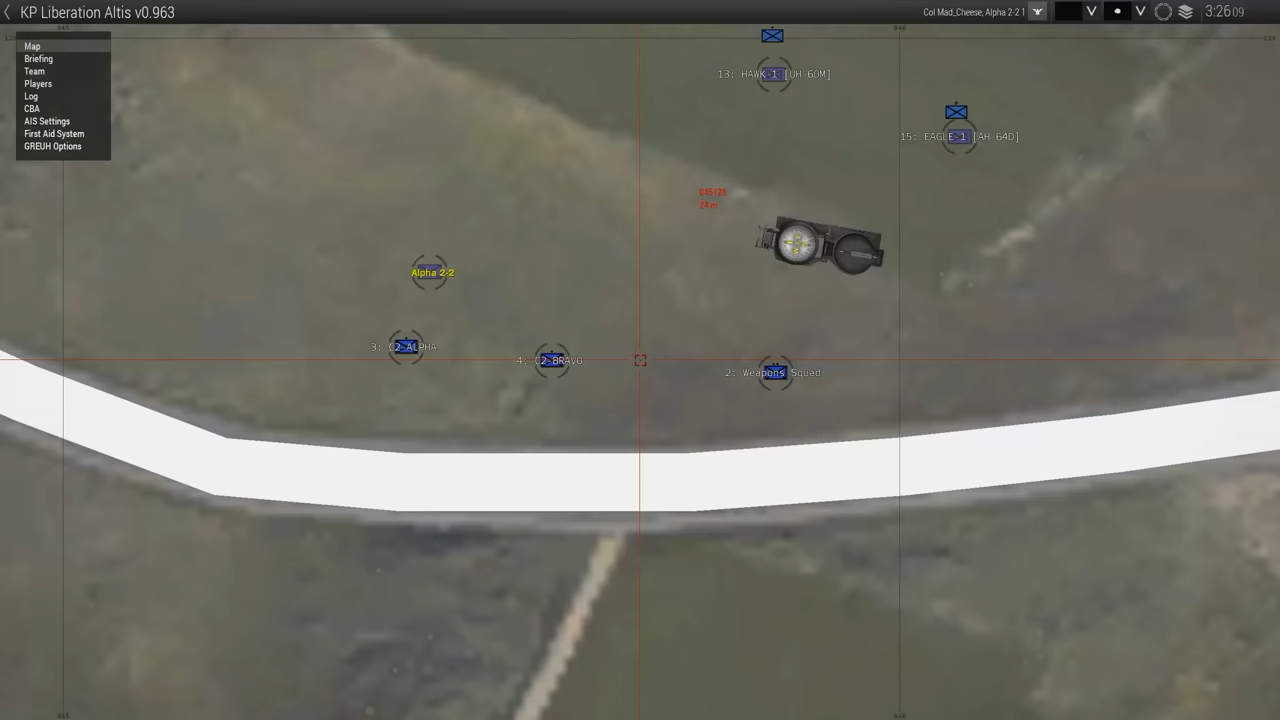 KP Liberation Altis v0.963
Col Mad_Cheese, Alpha 2-2 1
3:26 09
Map
Briefing
Team
Players
Log
CBA
AIS Settings
First Aid System
GREUH Options
13: HAWK-1 [UH-60M]
15: EAGLE-1 [AH-64D]
045128
24 m
Alpha 2-2
3: C2-ALPHA
4: C2-BRAVO
2: Weapons Squad